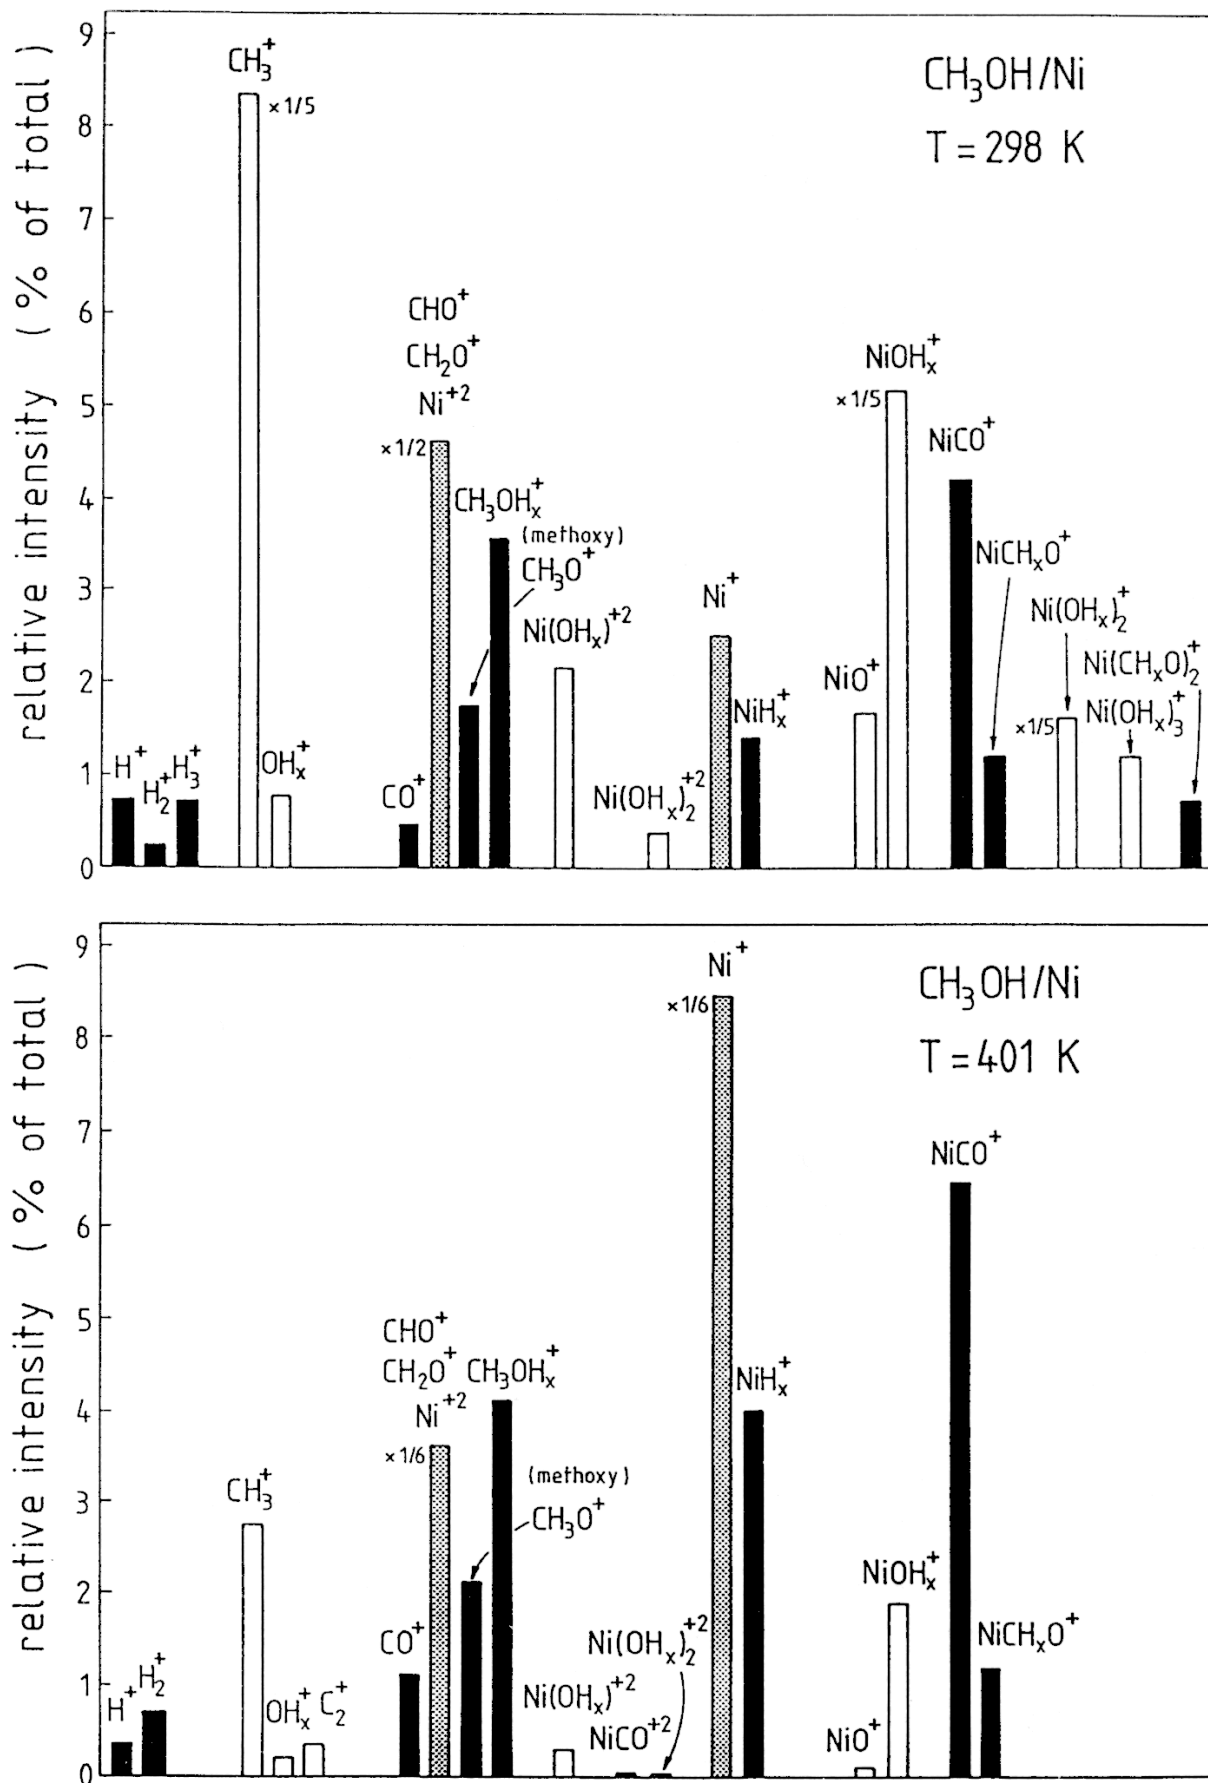 relative intensity (% of total)
9
8
7
6
5
4
3
2
1
0
CH₃OH/Ni
T = 298 K
CH₃⁺
×1/5
CHO⁺
CH₂O⁺
Ni⁺²
×1/2
CH₃OHₓ⁺
(methoxy)
CH₃O⁺
Ni(OHₓ)⁺²
NiOHₓ⁺
×1/5
NiCO⁺
NiCHₓO⁺
Ni⁺
Ni(OHₓ)₂⁺
Ni(CHₓO)₂⁺
NiO⁺
NiHₓ⁺
Ni(OHₓ)₃⁺
×1/5
H⁺
H₂⁺
H₃⁺
OHₓ⁺
CO⁺
Ni(OHₓ)₂⁺²
relative intensity (% of total)
9
8
7
6
5
4
3
2
1
0
CH₃OH/Ni
T = 401 K
Ni⁺
×1/6
NiCO⁺
CHO⁺
CH₂O⁺
CH₃OHₓ⁺
Ni⁺²
×1/6
NiHₓ⁺
(methoxy)
CH₃O⁺
CH₃⁺
NiOHₓ⁺
NiCHₓO⁺
CO⁺
Ni(OHₓ)₂⁺²
H⁺
H₂⁺
OHₓ⁺
C₂⁺
Ni(OHₓ)⁺²
NiCO⁺²
NiO⁺